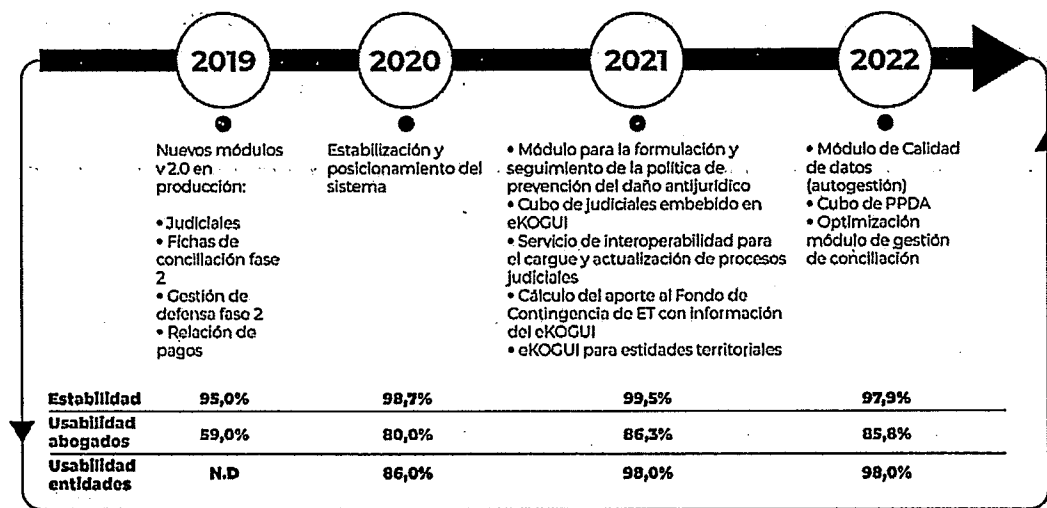 2019
2020
2021
2022
Nuevos módulos
v2.0 en
producción:
• Judiciales
• Fichas de
conciliación fase
2
• Gestión de
defensa fase 2
• Relación de
pagos
Estabilización y
posicionamiento del
sistema
• Módulo para la formulación y
seguimiento de la política de
prevención del daño antijurídico
• Cubo de judiciales embebido en
eKOGUI
• Servicio de interoperabilidad para
el cargue y actualización de procesos
judiciales
• Cálculo del aporte al Fondo de
Contingencia de ET con información
del eKOGUI
• eKOGUI para estidades territoriales
• Módulo de Calidad
de datos
(autogestión)
• Cubo de PPDA
• Optimización
módulo de gestión
de conciliación
Estabilidad 95,0% 98,7% 99,5% 97,9%
Usabilidad
abogados 59,0% 80,0% 86,3% 85,8%
Usabilidad
entidades N.D 86,0% 98,0% 98,0%